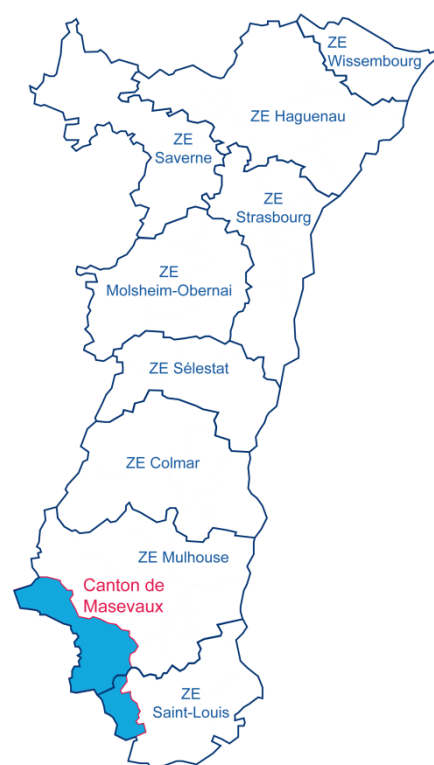 ZE
Wissembourg
ZE Haguenau
ZE
Saverne
ZE
Strasbourg
ZE
Molsheim-Obernai
ZE Sélestat
ZE Colmar
ZE Mulhouse
Canton de
Masevaux
ZE
Saint-Louis